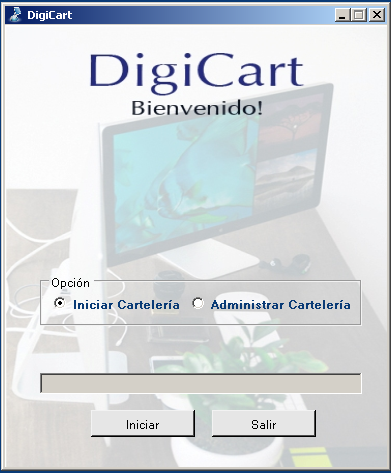 DigiCart
DigiCart
Bienvenido!
Opción
Iniciar Cartelería
Administrar Cartelería
Iniciar
Salir